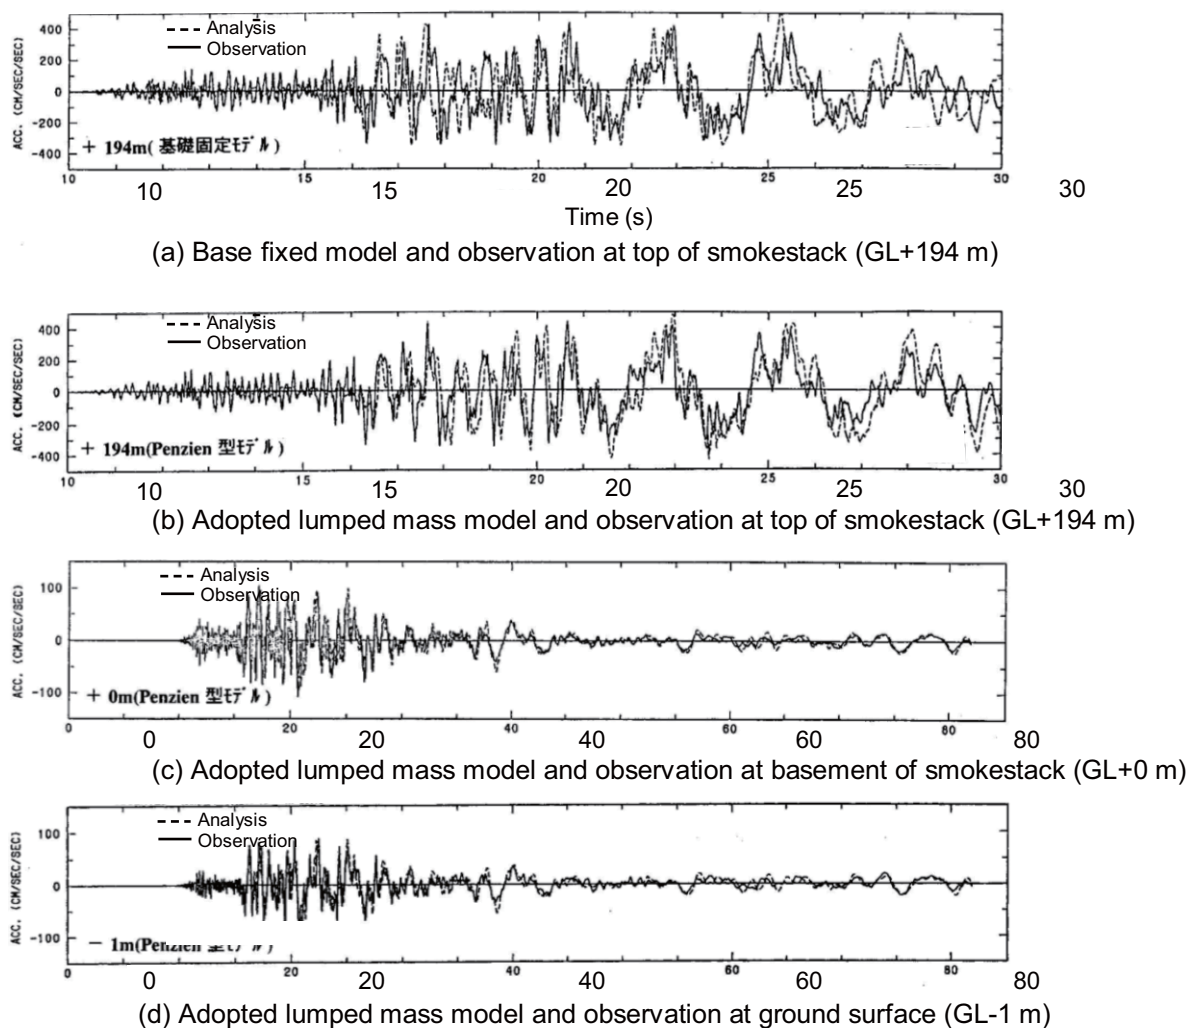 Analysis
Observation
400
200
0
-200
-400
ACC. (CM/SEC/SEC)
+ 194m( 基礎固定モデル)
10 15 20 25 30
10 15 20 25 30
Time (s)
(a) Base fixed model and observation at top of smokestack (GL+194 m)
Analysis
Observation
400
200
0
-200
-400
ACC. (CM/SEC/SEC)
+ 194m(Penzien 型モデル)
10 15 20 25 30
10 15 20 25 30
(b) Adopted lumped mass model and observation at top of smokestack (GL+194 m)
Analysis
Observation
100
0
-100
ACC. (CM/SEC/SEC)
+ 0m(Penzien 型モデル)
0 20 40 60 80
0 20 40 60 80
(c) Adopted lumped mass model and observation at basement of smokestack (GL+0 m)
Analysis
Observation
100
0
-100
ACC. (CM/SEC/SEC)
− 1m(Penzien 型モデル)
0 20 40 60 80
0 20 40 60 80
(d) Adopted lumped mass model and observation at ground surface (GL-1 m)